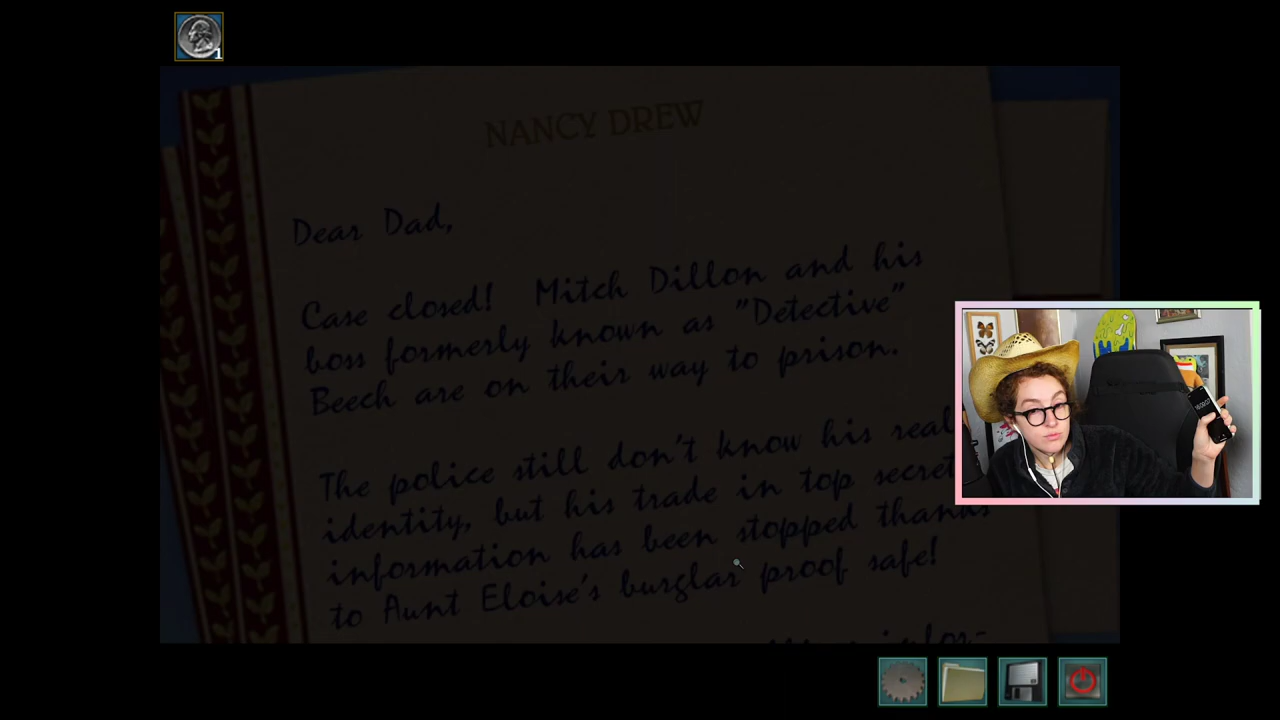 1
NANCY DREW
Dear Dad,
Case closed! Mitch Dillon and his
boss formerly known as "Detective"
Beech are on their way to prison.
The police still don't know his real
identity, but his trade in top secret
information has been stopped thanks
to Aunt Eloise's burglar proof safe!